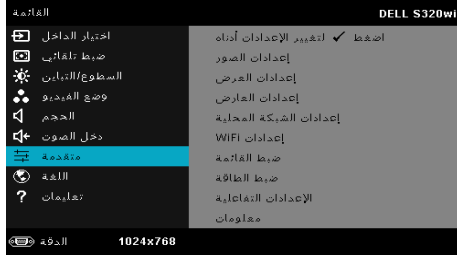 القائمة
DELL S320wi
اختيار الداخل
ضبط تلقائي
السطوع/التباين
وضع الفيديو
الحجم
دخل الصوت
متقدمة
اللغة
تعليمات
اضغط ✔ لتغيير الإعدادات أدناه
إعدادات الصور
إعدادات العرض
إعدادات العارض
إعدادات الشبكة المحلية
إعدادات WiFi
ضبط القائمة
ضبط الطاقة
الإعدادات التفاعلية
معلومات
الدقة 1024x768